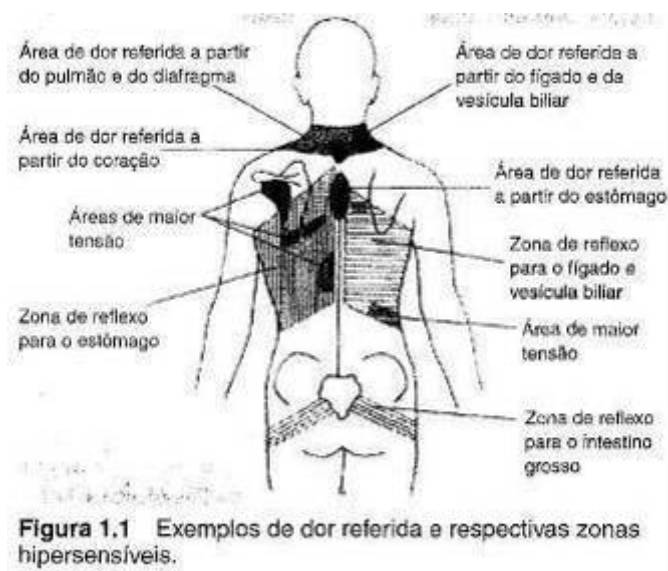 Área de dor referida a partir
do pulmão e do diafragma
Área de dor referida a
partir do fígado e da
vesícula biliar
Área de dor referida a
partir do coração
Área de dor referida
a partir do estômago
Áreas de maior
tensão
Zona de reflexo
para o fígado e
vesícula biliar
Zona de reflexo
para o estômago
Área de maior
tensão
Zona de reflexo
para o intestino
grosso
Figura 1.1 Exemplos de dor referida e respectivas zonas
hipersensíveis.